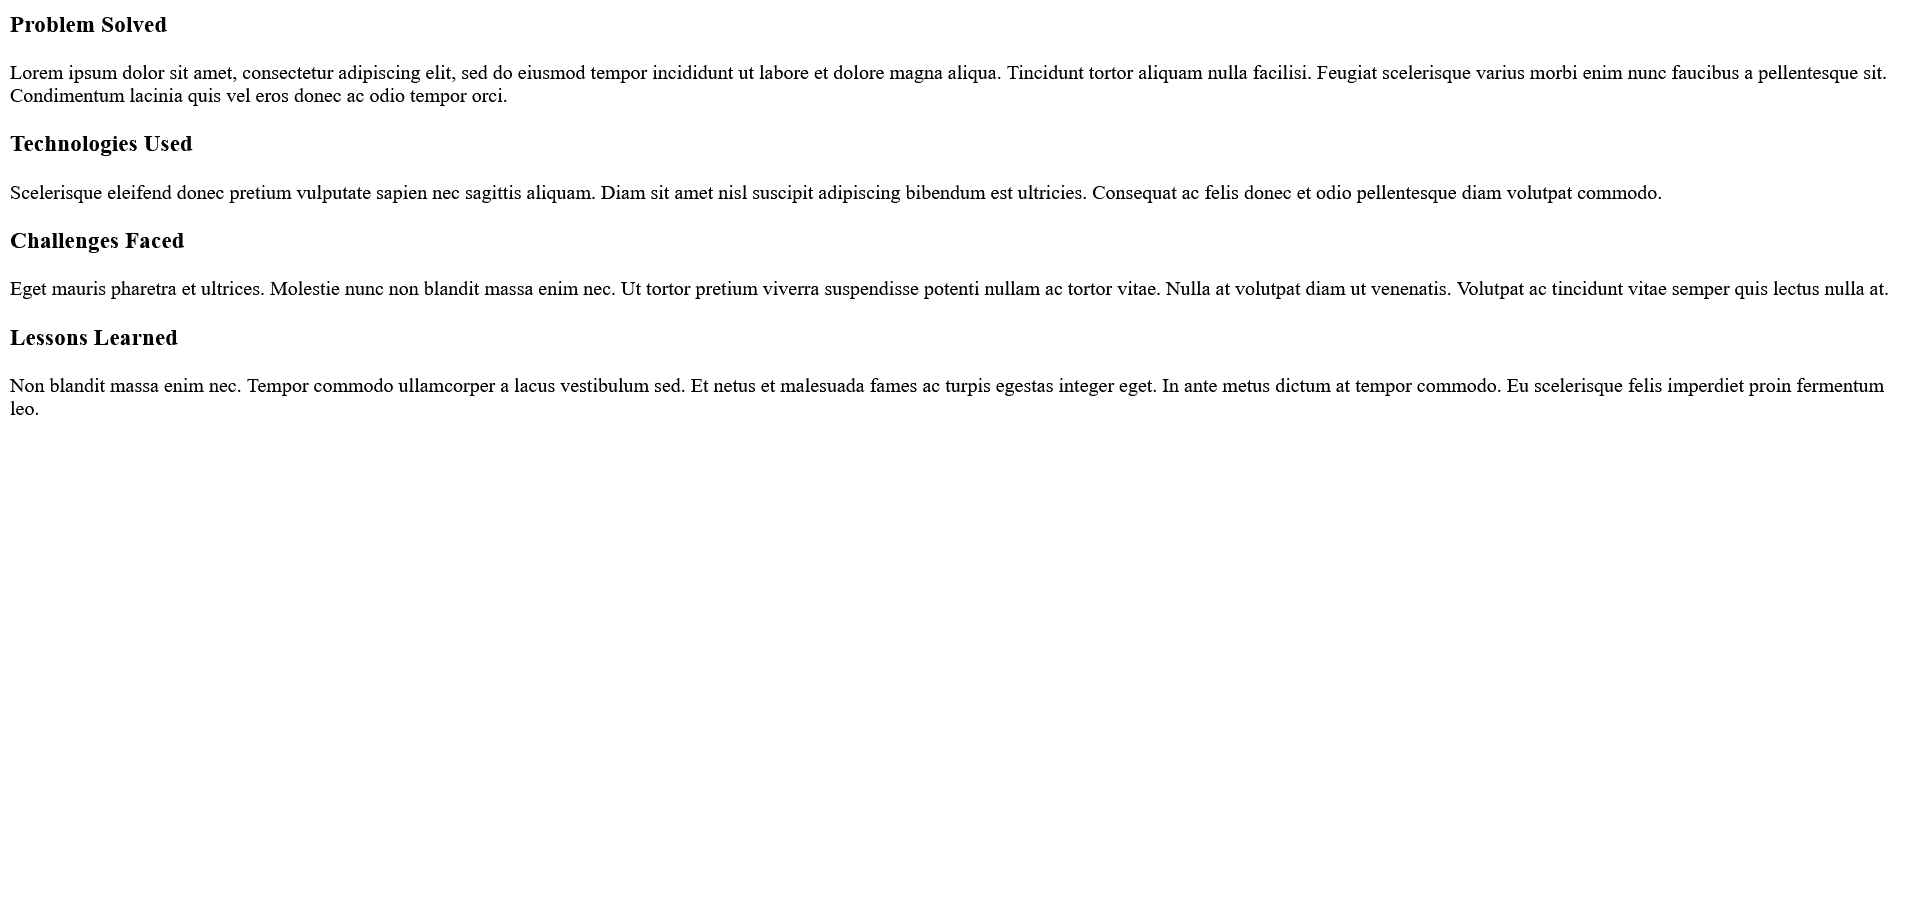 Problem Solved
Lorem ipsum dolor sit amet, consectetur adipiscing elit, sed do eiusmod tempor incididunt ut labore et dolore magna aliqua. Tincidunt tortor aliquam nulla facilisi. Feugiat scelerisque varius morbi enim nunc faucibus a pellentesque sit.
Condimentum lacinia quis vel eros donec ac odio tempor orci.
Technologies Used
Scelerisque eleifend donec pretium vulputate sapien nec sagittis aliquam. Diam sit amet nisl suscipit adipiscing bibendum est ultricies. Consequat ac felis donec et odio pellentesque diam volutpat commodo.
Challenges Faced
Eget mauris pharetra et ultrices. Molestie nunc non blandit massa enim nec. Ut tortor pretium viverra suspendisse potenti nullam ac tortor vitae. Nulla at volutpat diam ut venenatis. Volutpat ac tincidunt vitae semper quis lectus nulla at.
Lessons Learned
Non blandit massa enim nec. Tempor commodo ullamcorper a lacus vestibulum sed. Et netus et malesuada fames ac turpis egestas integer eget. In ante metus dictum at tempor commodo. Eu scelerisque felis imperdiet proin fermentum
leo.